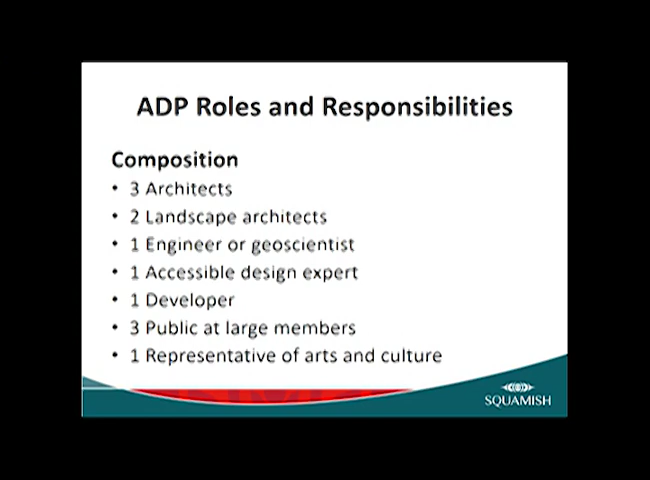 ADP Roles and Responsibilities
Composition
• 3 Architects
• 2 Landscape architects
• 1 Engineer or geoscientist
• 1 Accessible design expert
• 1 Developer
• 3 Public at large members
• 1 Representative of arts and culture
SQUAMISH